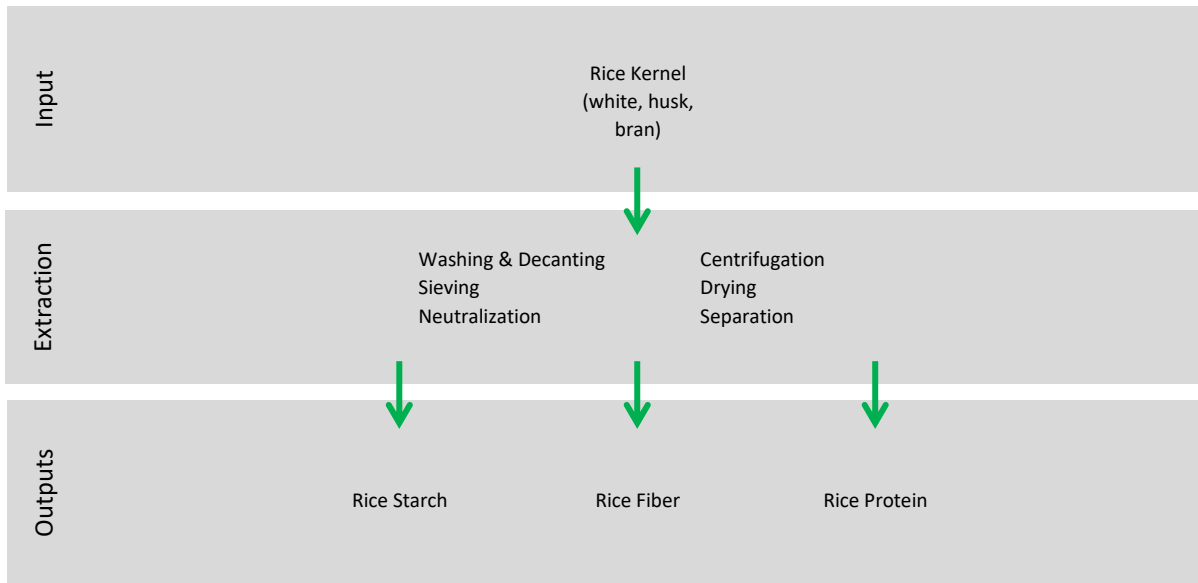 Input
Rice Kernel
(white, husk,
bran)
Extraction
Washing & Decanting
Sieving
Neutralization
Centrifugation
Drying
Separation
Outputs
Rice Starch
Rice Fiber
Rice Protein